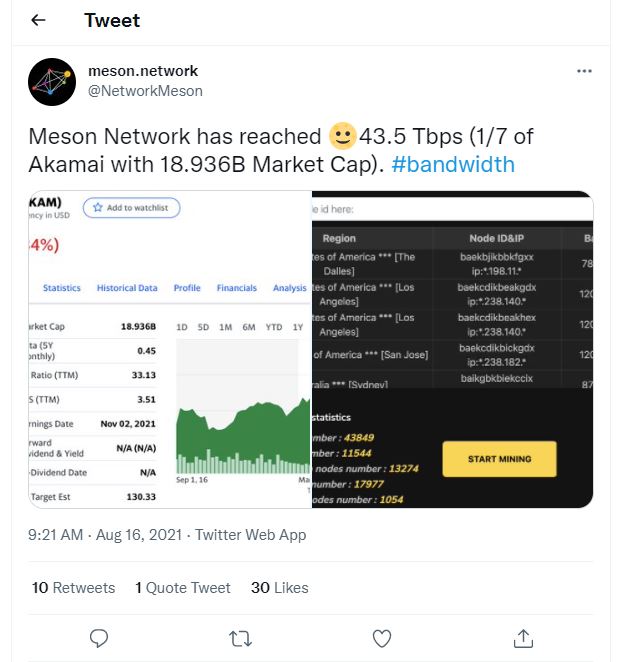 Tweet
meson.network
@NetworkMeson
Meson Network has reached 🙂43.5 Tbps (1/7 of
Akamai with 18.936B Market Cap). #bandwidth
KAM)
ency in USD
Add to watchlist
4%)
Statistics Historical Data Profile Financials Analysis
rket Cap 18.936B
1D 5D 1M 6M YTD 1Y
ta (5Y
onthly) 0.45
Ratio (TTM) 33.13
S (TTM) 3.51
rnings Date Nov 02, 2021
rward
vidend & Yield N/A (N/A)
-Dividend Date N/A
Target Est 130.33
Sep 1, 16 Ma
e id here:
Region Node ID&IP Ba
tes of America *** [The
Dalles] baekbjikbbkfgxx
ip:*.198.11.* 78
tes of America *** [Los
Angeles] baekcdikbeakgdx
ip:*.238.140.* 120
tes of America *** [Los
Angeles] baekcdikbeakhex
ip:*.238.140.* 120
of America *** [San Jose] baekcdikbickgdx
ip:*.238.182.* 120
ralia *** [Sydney] baikgbkbiekccix 87
statistics
mber : 43849
mber : 11544
nodes number : 13274
number : 17977
odes number : 1054
START MINING
9:21 AM · Aug 16, 2021 · Twitter Web App
10 Retweets 1 Quote Tweet 30 Likes